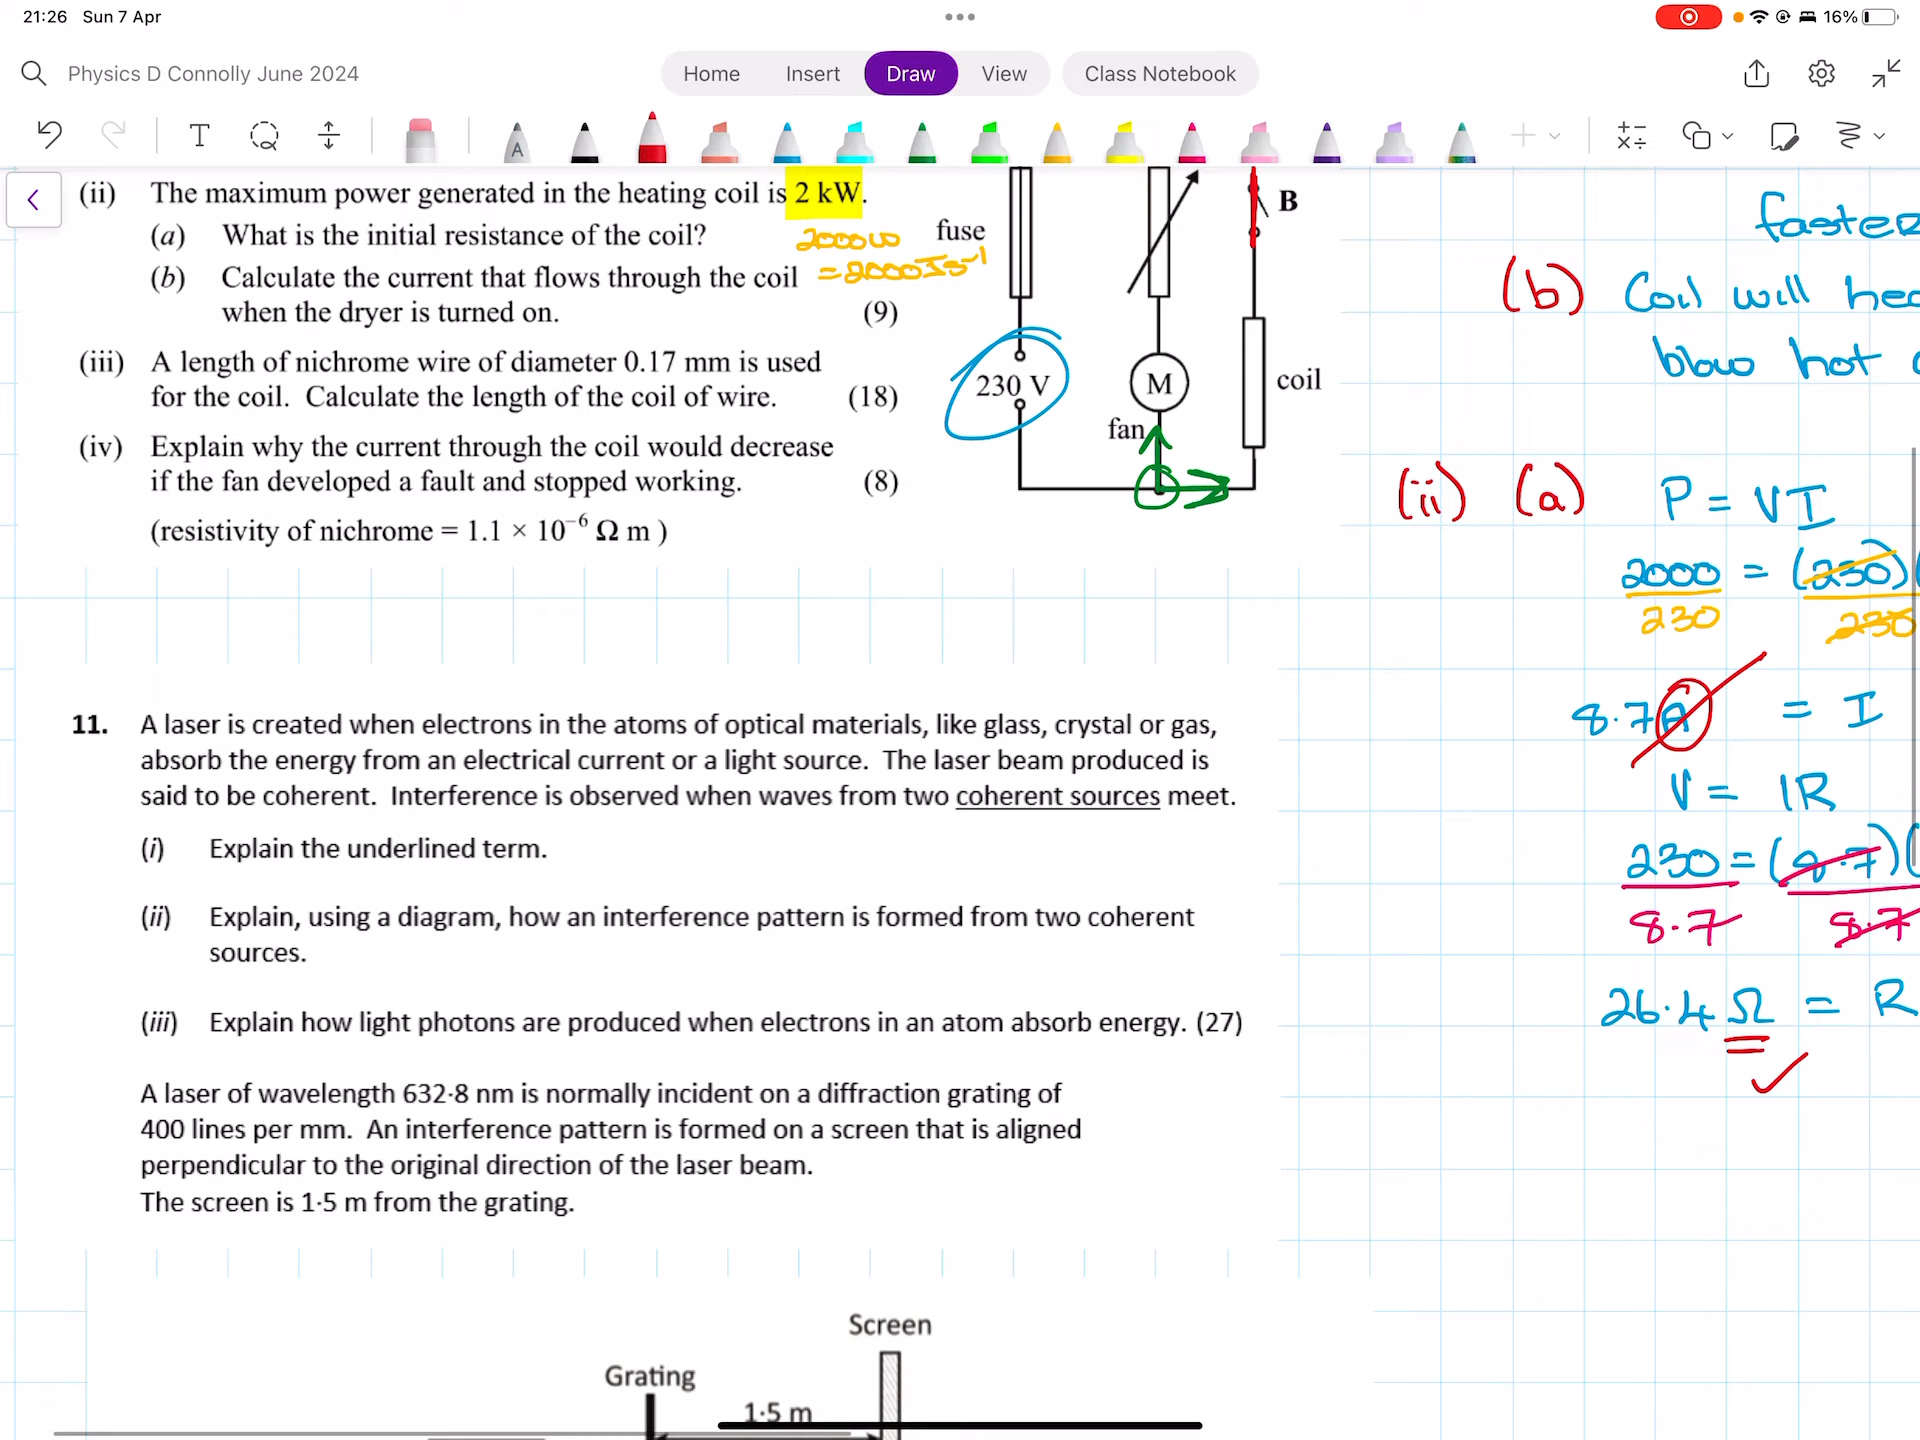 21:26 Sun 7 Apr
16%
Physics D Connolly June 2024
Home Insert Draw View Class Notebook
T
A
(ii) The maximum power generated in the heating coil is 2 kW.
(a) What is the initial resistance of the coil?
2000W
= 2000Js⁻¹
(b) Calculate the current that flows through the coil
when the dryer is turned on. (9)
(iii) A length of nichrome wire of diameter 0.17 mm is used
for the coil. Calculate the length of the coil of wire. (18)
(iv) Explain why the current through the coil would decrease
if the fan developed a fault and stopped working. (8)
(resistivity of nichrome = 1.1 × 10⁻⁶ Ω m )
fuse
B
230 V
M
fan
coil
faster
(b) Coil will
blow hot
(ii) (a) P = VI
2000 = (230)(
230 230
8.7A = I
V = IR
230 = (8.7)(
8.7 8.7
26.4 Ω = R
11. A laser is created when electrons in the atoms of optical materials, like glass, crystal or gas,
absorb the energy from an electrical current or a light source. The laser beam produced is
said to be coherent. Interference is observed when waves from two coherent sources meet.
(i) Explain the underlined term.
(ii) Explain, using a diagram, how an interference pattern is formed from two coherent
sources.
(iii) Explain how light photons are produced when electrons in an atom absorb energy. (27)
A laser of wavelength 632·8 nm is normally incident on a diffraction grating of
400 lines per mm. An interference pattern is formed on a screen that is aligned
perpendicular to the original direction of the laser beam.
The screen is 1·5 m from the grating.
Screen
Grating
1·5 m